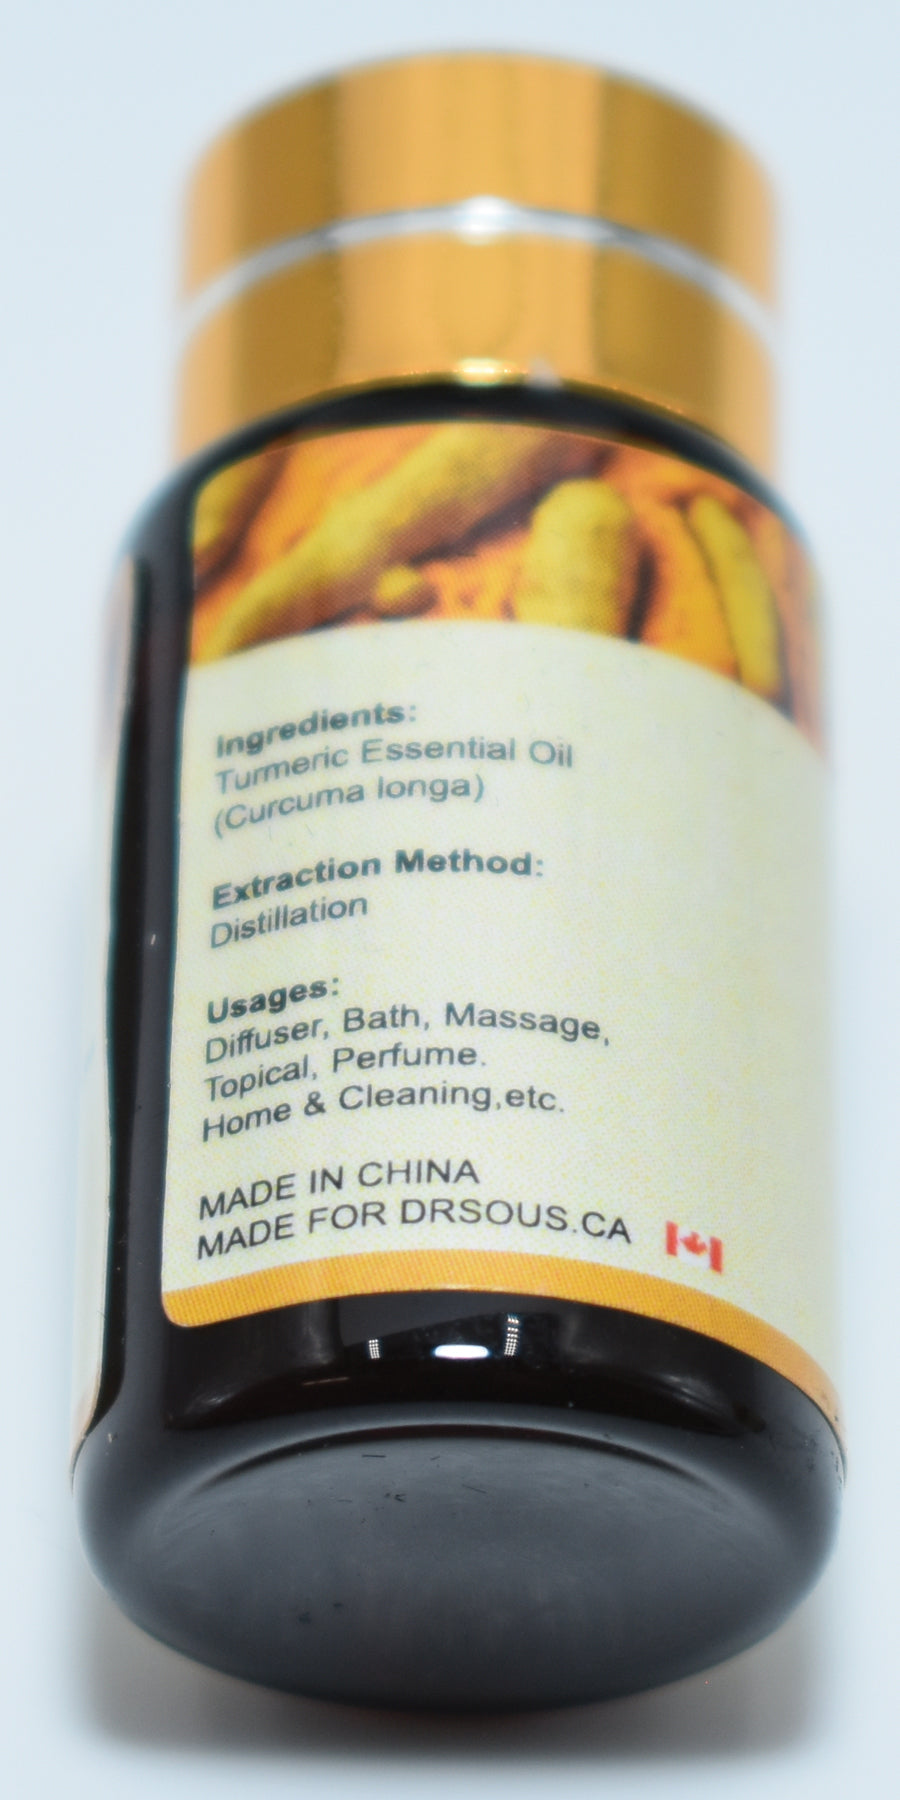 Ingredients:
Turmeric Essential Oil
(Curcuma longa)
Extraction Method:
Distillation
Usages:
Diffuser, Bath, Massage,
Topical, Perfume.
Home & Cleaning,etc.
MADE IN CHINA
MADE FOR DRSOUS.CA